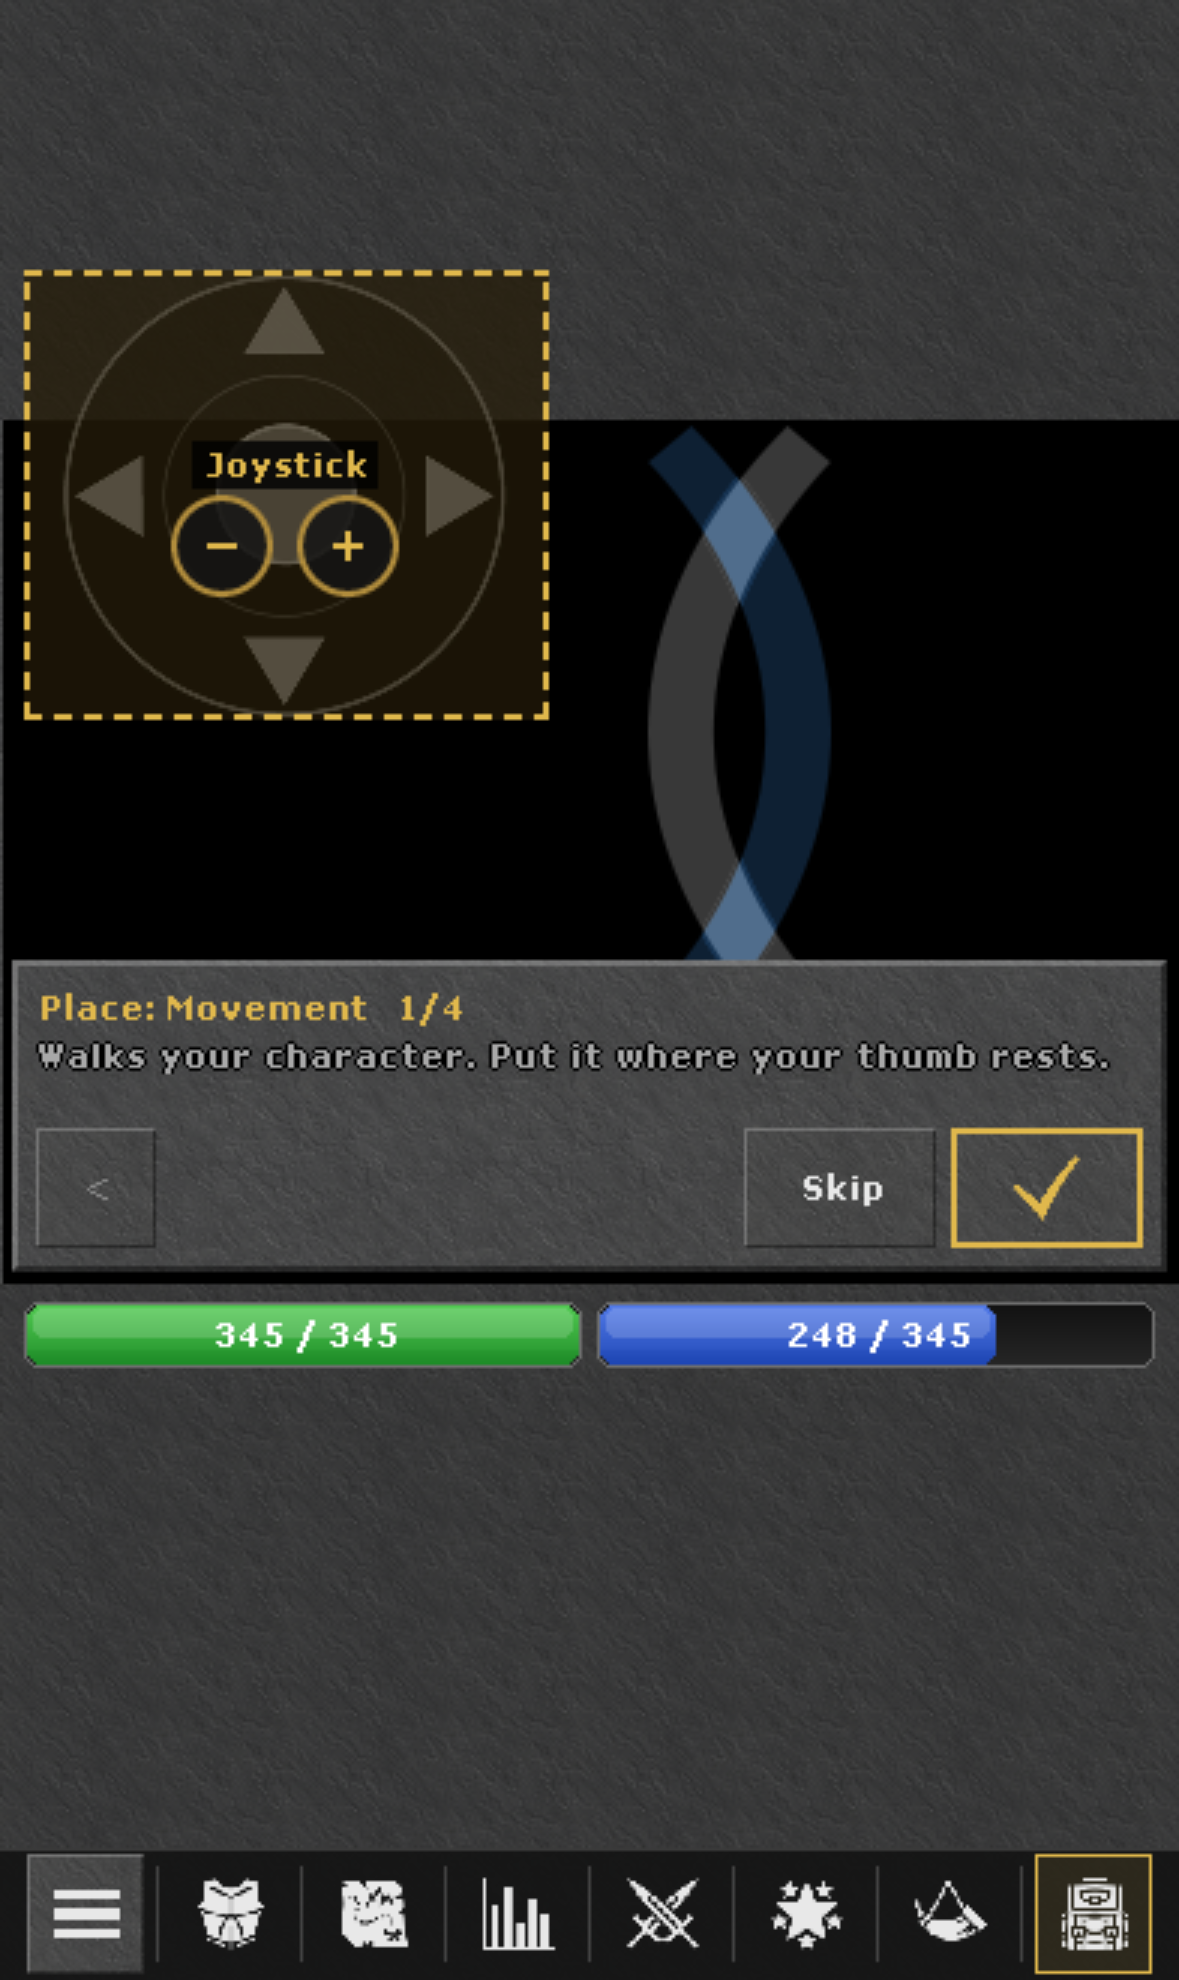 Joystick
- +
Place: Movement 1/4
Walks your character. Put it where your thumb rests.
< Skip
345 / 345 248 / 345